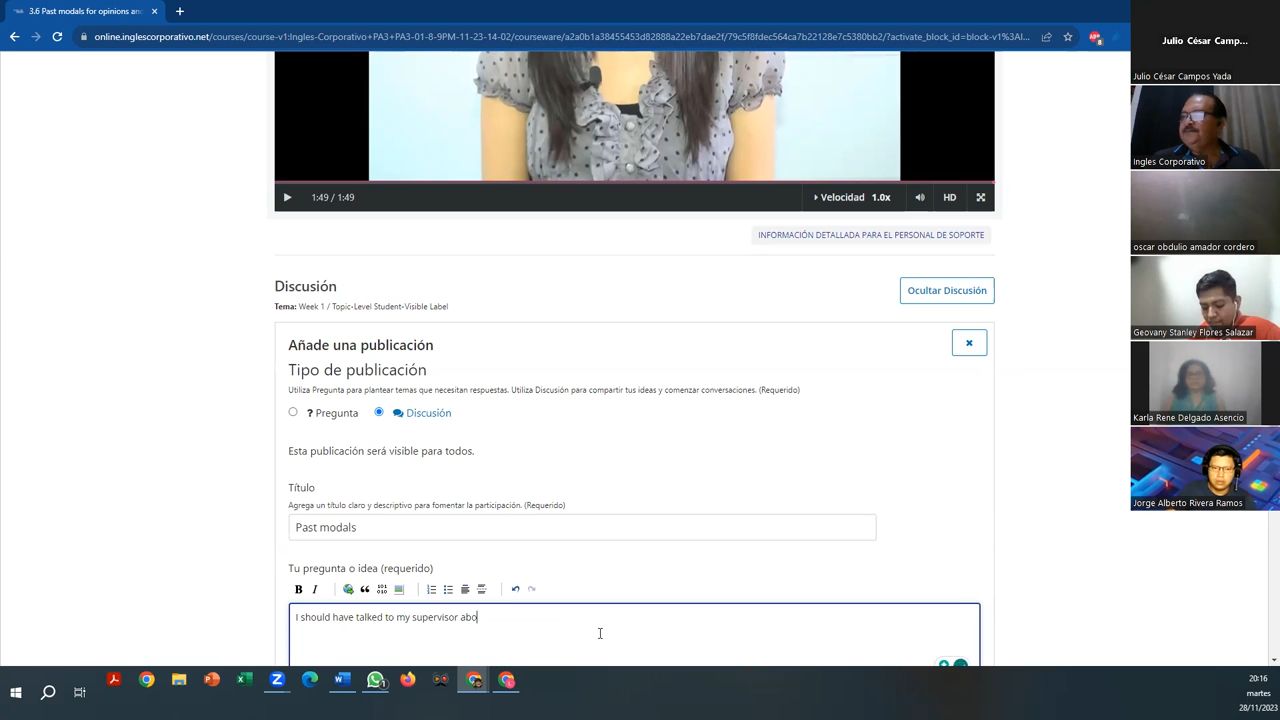 3.6 Past modals for opinions an
online.inglescorporativo.net/courses/course-v1:Ingles-Corporativo+PA3+PA3-01-8-9PM-11-23-14-02/courseware/a2a0b1a38455453d82888a22eb7dae2f/79c5f8fdec564ca7b22128e7c5380bb2/?activate_block_id=block-v1%3AI...
Julio César Camp...
Julio César Campos Yada
Ingles Corporativo
oscar obdulio amador cordero
Geovany Stanley Flores Salazar
Karla Rene Delgado Asencio
Jorge Alberto Rivera Ramos
1:49 / 1:49
Velocidad 1.0x
HD
INFORMACIÓN DETALLADA PARA EL PERSONAL DE SOPORTE
Discusión
Ocultar Discusión
Tema: Week 1 / Topic-Level Student-Visible Label
Añade una publicación
Tipo de publicación
Utiliza Pregunta para plantear temas que necesitan respuestas. Utiliza Discusión para compartir tus ideas y comenzar conversaciones. (Requerido)
? Pregunta
Discusión
Esta publicación será visible para todos.
Título
Agrega un título claro y descriptivo para fomentar la participación. (Requerido)
Past modals
Tu pregunta o idea (requerido)
B I
I should have talked to my supervisor abo
20:16
martes
28/11/2023